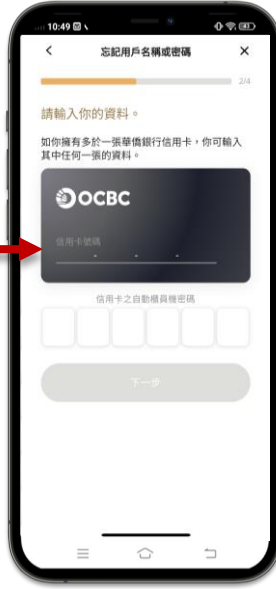 10:49
忘記用戶名稱或密碼
2/4
請輸入你的資料。
如你擁有多於一張華僑銀行信用卡，你可輸入
其中任何一張的資料。
OCBC
信用卡號碼
信用卡之自動櫃員機密碼
下一步